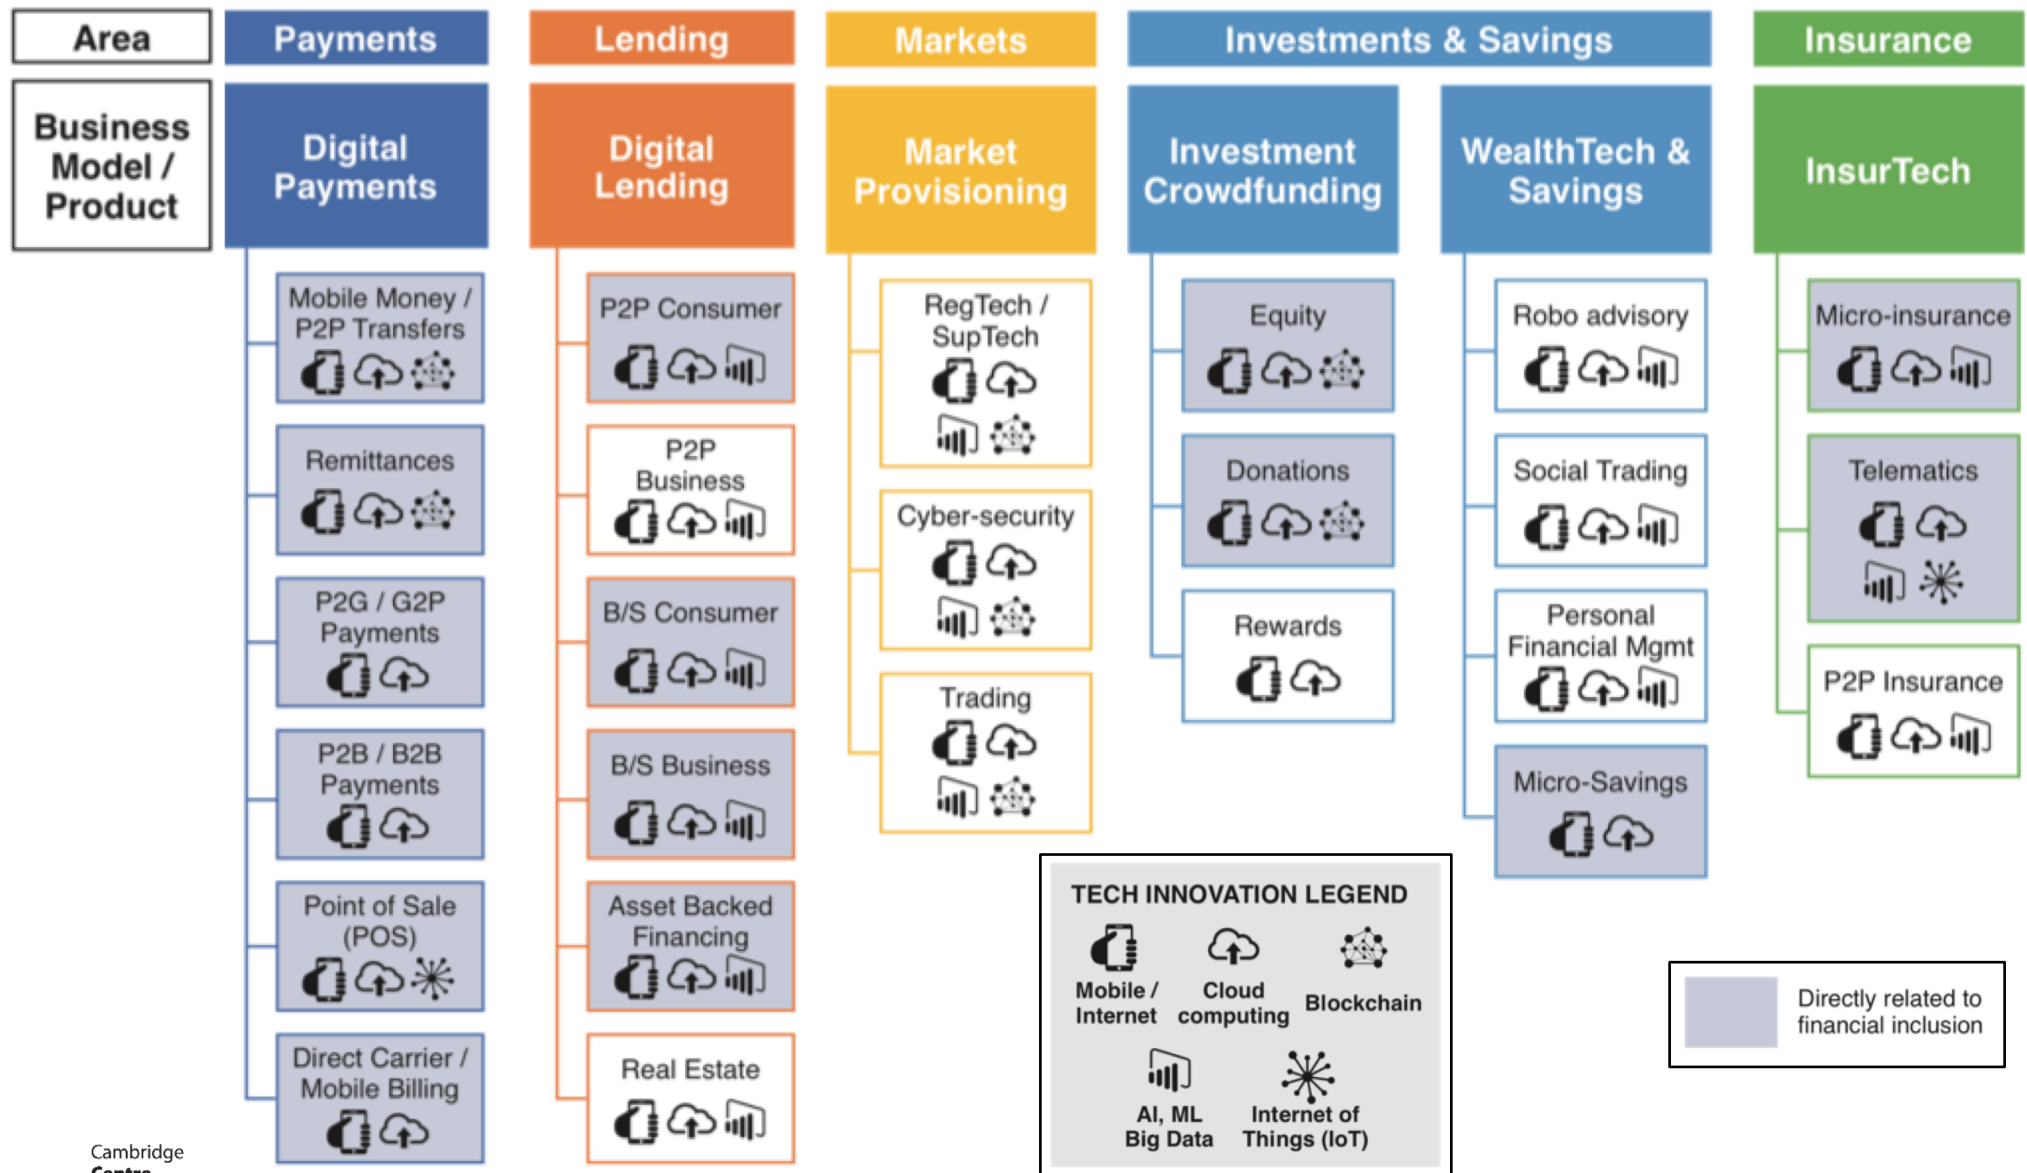 Area
Payments
Lending
Markets
Investments & Savings
Insurance
Business
Model /
Product
Digital
Payments
Digital
Lending
Market
Provisioning
Investment
Crowdfunding
WealthTech &
Savings
InsurTech
Mobile Money /
P2P Transfers
Remittances
P2G / G2P
Payments
P2B / B2B
Payments
Point of Sale
(POS)
Direct Carrier /
Mobile Billing
P2P Consumer
P2P
Business
B/S Consumer
B/S Business
Asset Backed
Financing
Real Estate
RegTech /
SupTech
Cyber-security
Trading
Equity
Donations
Rewards
Robo advisory
Social Trading
Personal
Financial Mgmt
Micro-Savings
Micro-insurance
Telematics
P2P Insurance
TECH INNOVATION LEGEND
Mobile /
Internet
Cloud
computing
Blockchain
AI, ML
Big Data
Internet of
Things (IoT)
Directly related to
financial inclusion
Cambridge
Centre